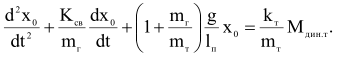 d²x₀/dt² + K_св/m_г dx₀/dt + (1 + m_г/m_т) g/l_п x₀ = k_т/m_т M_дин.т.